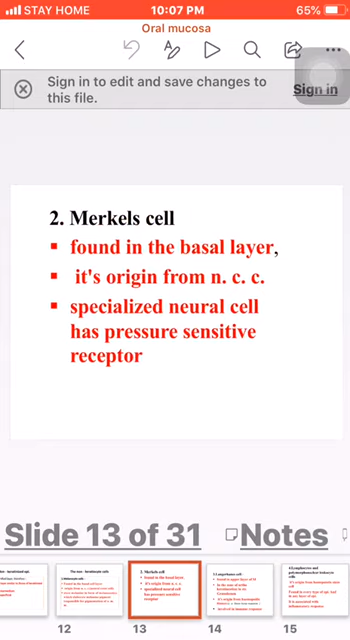 STAY HOME 10:07 PM 65%
Oral mucosa
Sign in to edit and save changes to
this file.
Sign in
2. Merkels cell
▪ found in the basal layer,
▪ it's origin from n. c. c.
▪ specialized neural cell
has pressure sensitive
receptor
Slide 13 of 31 Notes
12 13 14 15